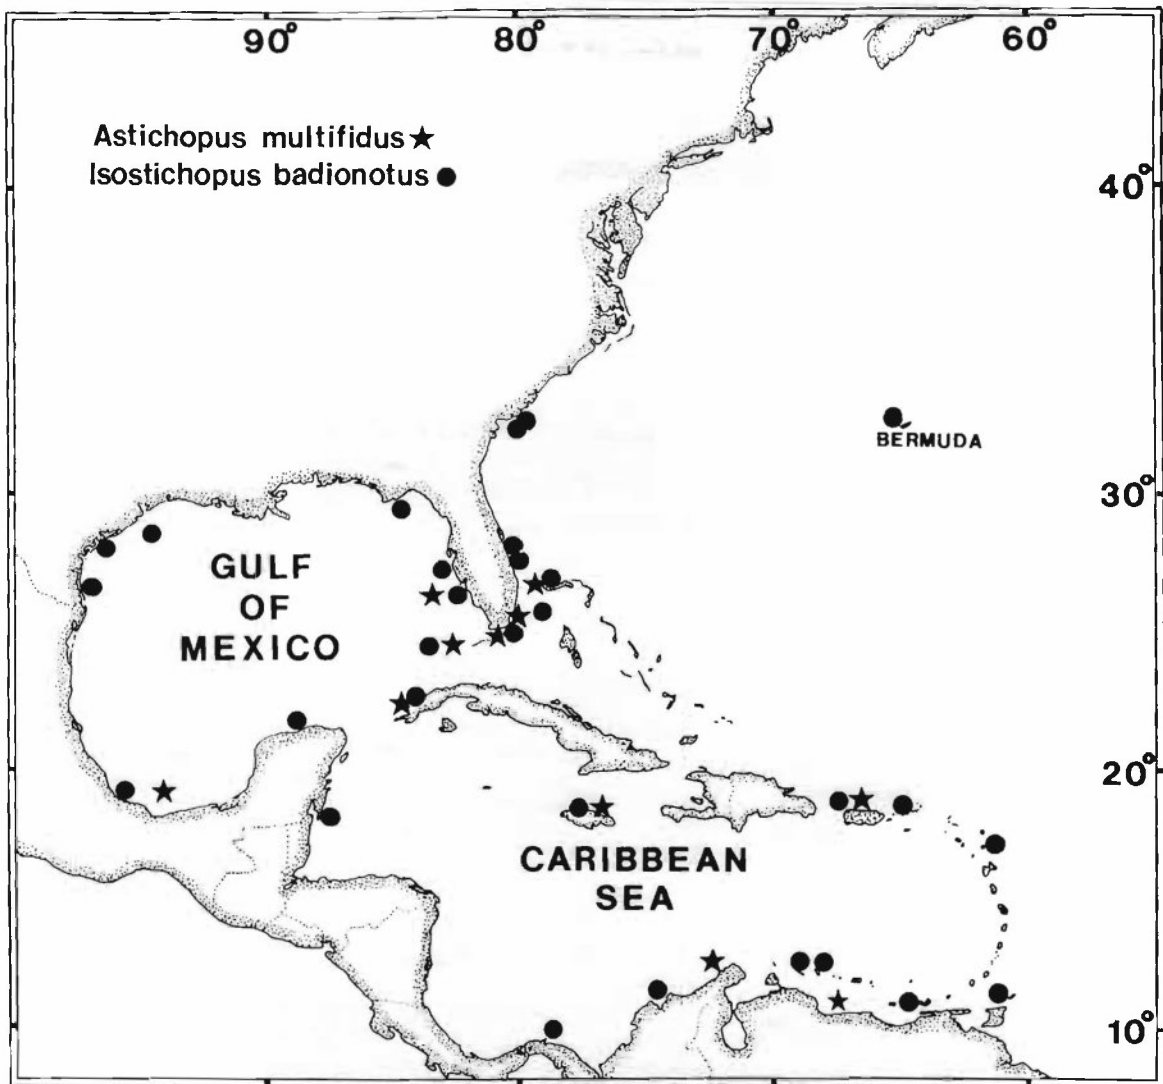 90° 80° 70° 60°
Astichopus multifidus ★
Isostichopus badionotus ●
40°
BERMUDA
30°
GULF
OF
MEXICO
20°
CARIBBEAN
SEA
10°